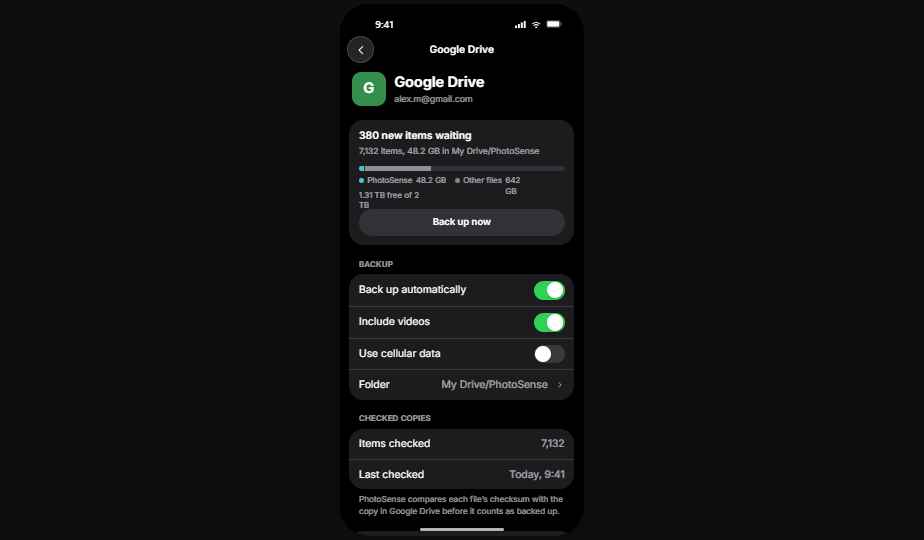 9:41
Google Drive
G
Google Drive
alex.m@gmail.com
380 new items waiting
7,132 items, 48.2 GB in My Drive/PhotoSense
PhotoSense 48.2 GB Other files 642
GB
1.31 TB free of 2
TB
Back up now
BACKUP
Back up automatically
Include videos
Use cellular data
Folder My Drive/PhotoSense
CHECKED COPIES
Items checked 7,132
Last checked Today, 9:41
PhotoSense compares each file's checksum with the
copy in Google Drive before it counts as backed up.